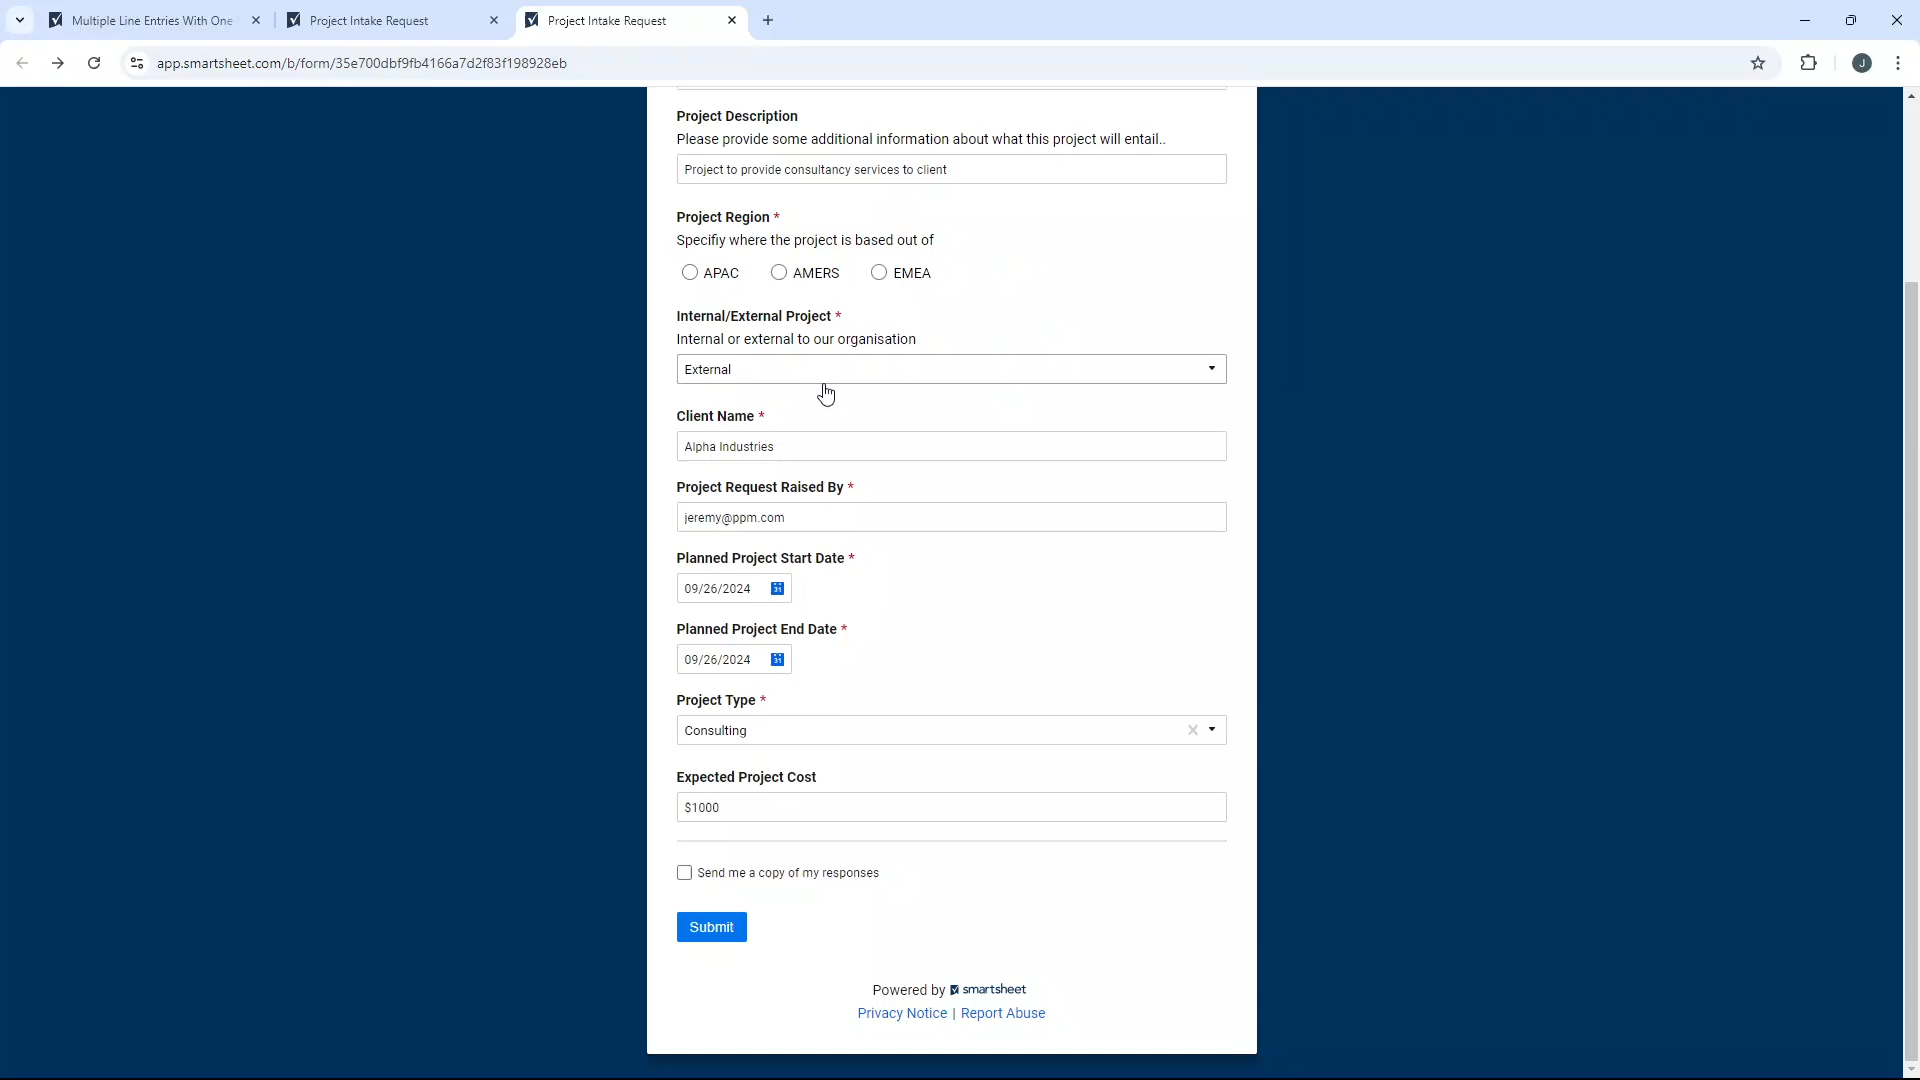 Multiple Line Entries With One
Project Intake Request
Project Intake Request
app.smartsheet.com/b/form/35e700dbf9fb4166a7d2f83f198928eb
J
Project Description
Please provide some additional information about what this project will entail..
Project to provide consultancy services to client
Project Region *
Specifiy where the project is based out of
APAC AMERS EMEA
Internal/External Project *
Internal or external to our organisation
External
Client Name *
Alpha Industries
Project Request Raised By *
jeremy@ppm.com
Planned Project Start Date *
09/26/2024 31
Planned Project End Date *
09/26/2024 31
Project Type *
Consulting
Expected Project Cost
$1000
Send me a copy of my responses
Submit
Powered by smartsheet
Privacy Notice | Report Abuse